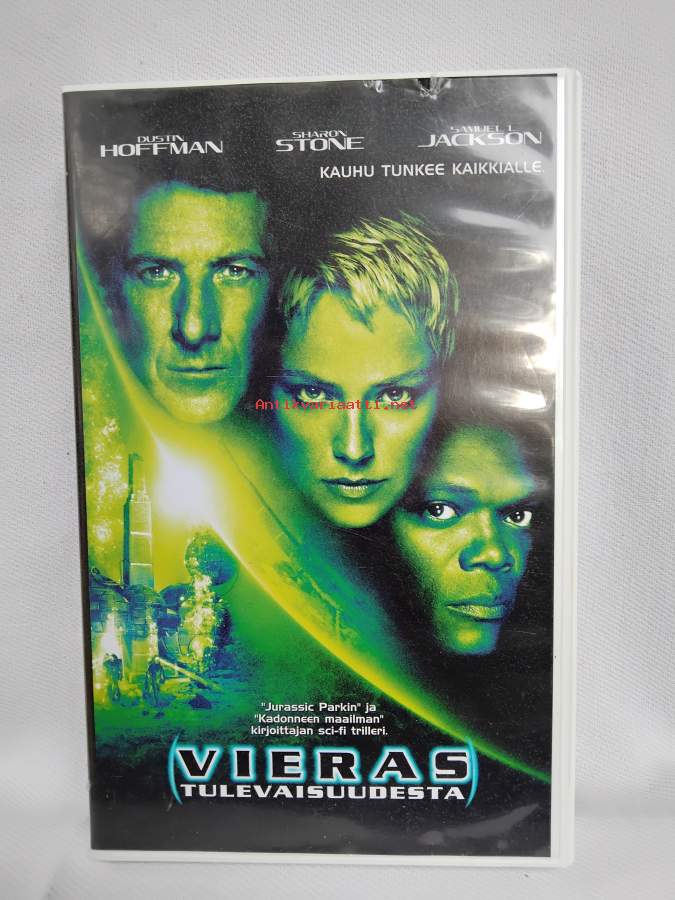 DUSTIN HOFFMAN
SHARON STONE
SAMUEL L. JACKSON
KAUHU TUNKEE KAIKKIALLE.
Antikvariaatti.net
"Jurassic Parkin" ja
"Kadonneen maailman"
kirjoittajan sci-fi trilleri.
(VIERAS
TULEVAISUUDESTA)